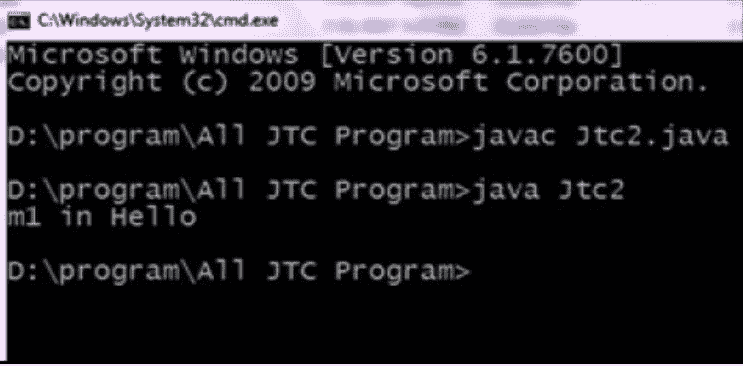 C:\Windows\System32\cmd.exe
Microsoft Windows [Version 6.1.7600]
Copyright (c) 2009 Microsoft Corporation.
D:\program\All JTC Program>javac Jtc2.java
D:\program\All JTC Program>java Jtc2
m1 in Hello
D:\program\All JTC Program>